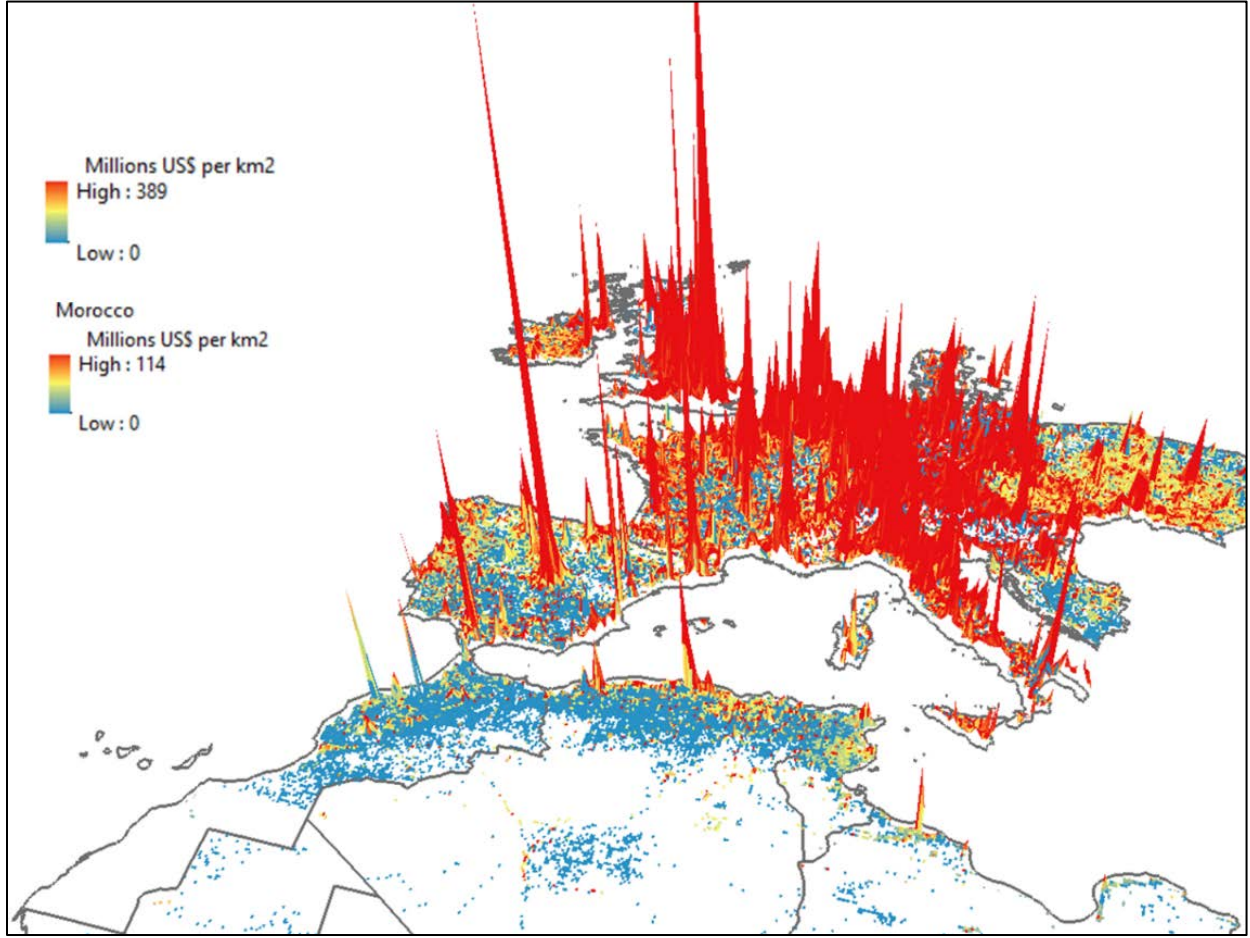 Millions US$ per km2
High : 389
Low : 0
Morocco
Millions US$ per km2
High : 114
Low : 0